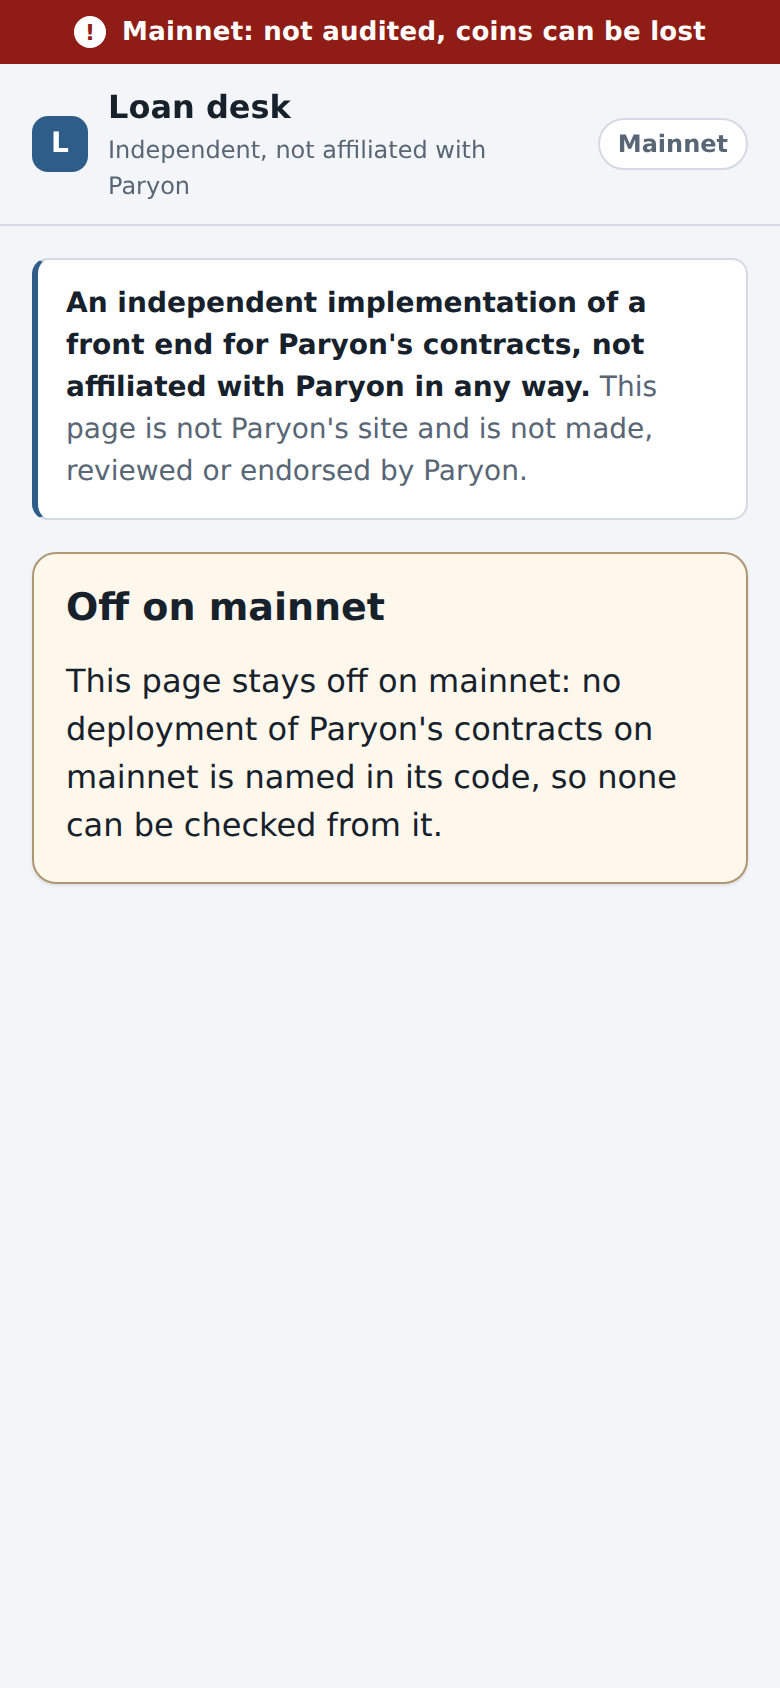 ! Mainnet: not audited, coins can be lost
L
Loan desk
Independent, not affiliated with
Paryon
Mainnet
An independent implementation of a
front end for Paryon's contracts, not
affiliated with Paryon in any way. This
page is not Paryon's site and is not made,
reviewed or endorsed by Paryon.
Off on mainnet
This page stays off on mainnet: no
deployment of Paryon's contracts on
mainnet is named in its code, so none
can be checked from it.